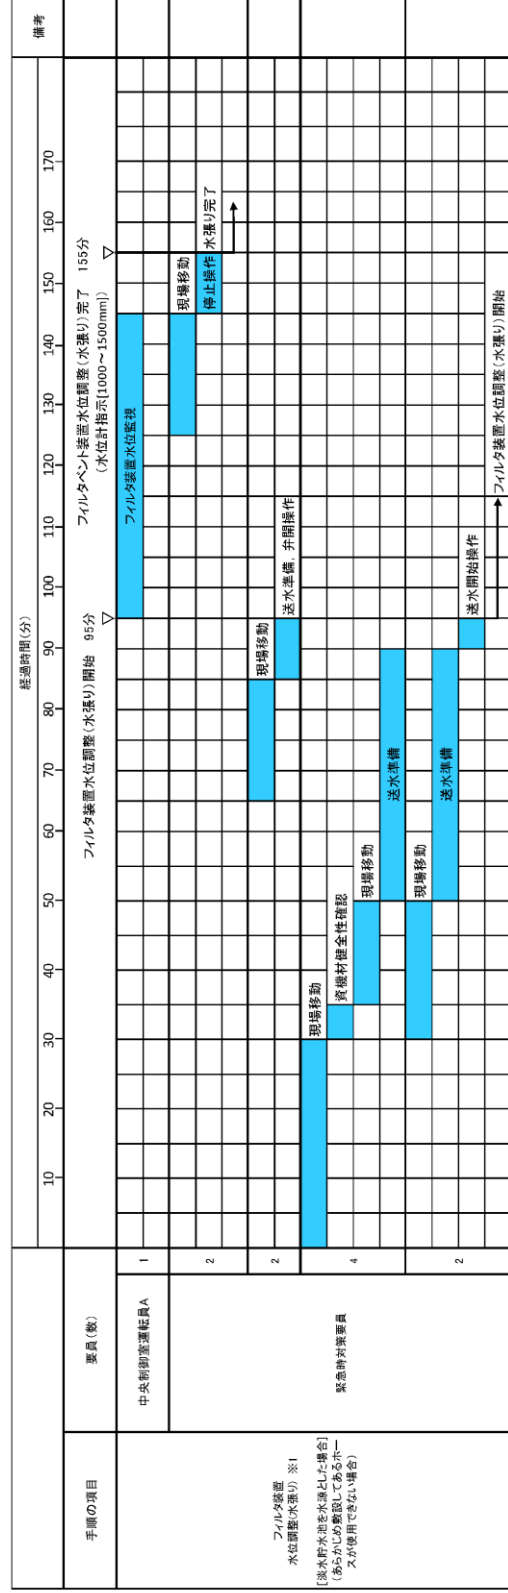 手順の項目
要員(数)
経過時間(分)
備考
10
20
30
40
50
60
70
80
90
100
110
120
130
140
150
160
170
フィルタ装置水位調整(水張り)開始 95分
フィルタベント装置水位調整(水張り)完了 155分
(水位計指示[1000～1500mm])
フィルタ装置
水位調整(水張り) ※1
[淡水貯水池を水源とした場合]
(あらかじめ敷設してあるホー
スが使用できない場合)
中央制御室運転員A
1
フィルタ装置水位監視
緊急時対策要員
2
現場移動
停止操作
水張り完了
2
現場移動
送水準備, 弁開操作
4
現場移動
資機材健全性確認
現場移動
送水準備
2
現場移動
送水準備
送水開始操作
フィルタ装置水位調整(水張り)開始